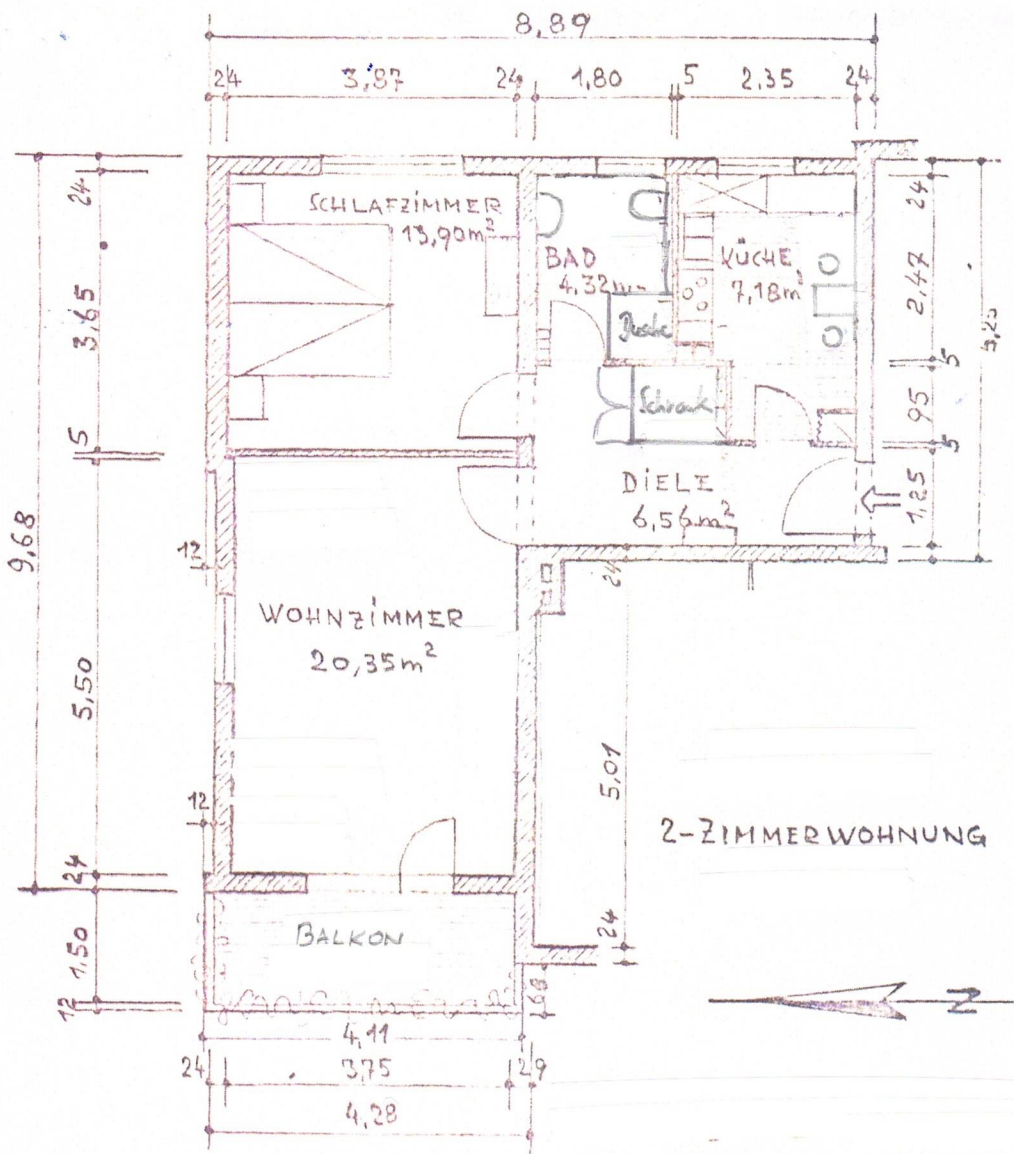 8,89
24 3,87 24 1,80 5 2,35 24
SCHLAFZIMMER
13,90m²
BAD
4,32m
KÜCHE
7,18m²
Dusche
Schrank
DIELE
6,56m²
WOHNZIMMER
20,35m²
BALKON
2-ZIMMERWOHNUNG
N
9,68
24
3,65
5
5,50
24
1,50
12
12
12
24
2,47
5
95
5
1,25
24
5,01
24
4,11
24 3,75 29
4,28